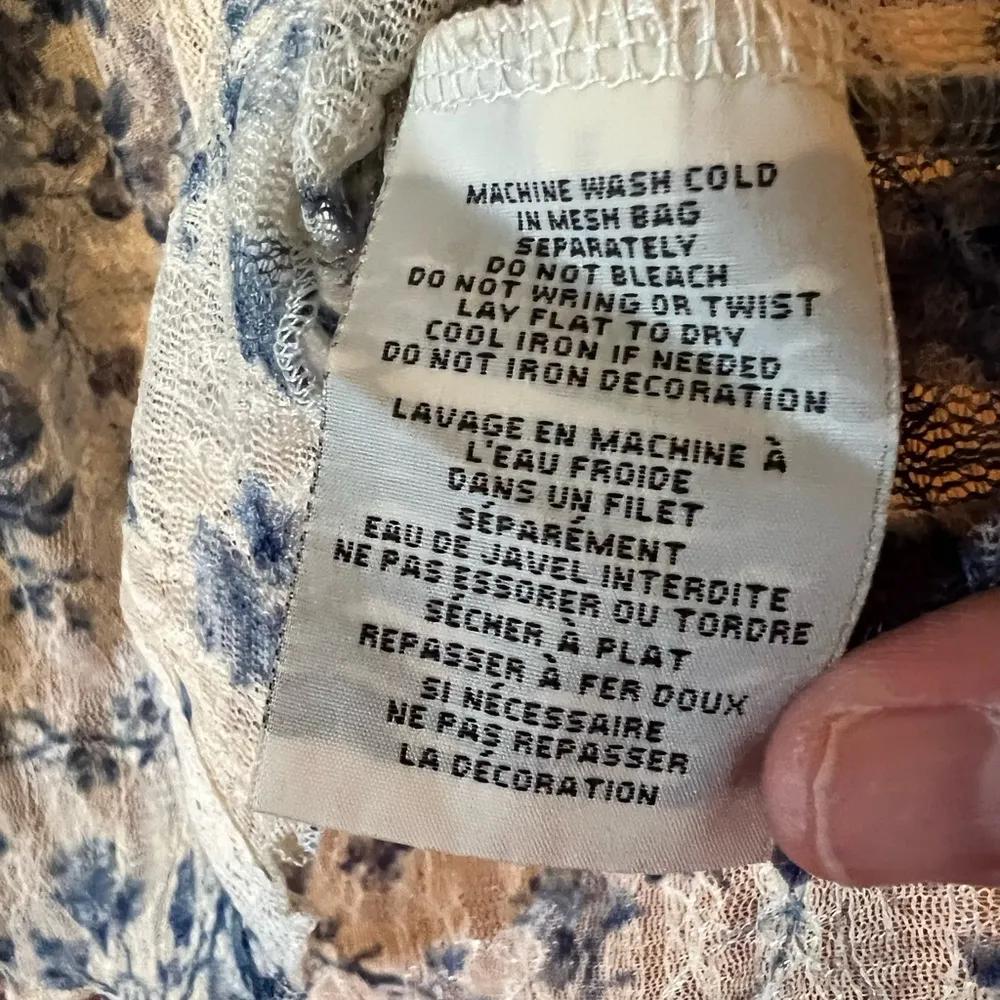 MACHINE WASH COLD
IN MESH BAG
SEPARATELY
DO NOT BLEACH
DO NOT WRING OR TWIST
LAY FLAT TO DRY
COOL IRON IF NEEDED
DO NOT IRON DECORATION
LAVAGE EN MACHINE À
L'EAU FROIDE
DANS UN FILET
SÉPARÉMENT
EAU DE JAVEL INTERDITE
NE PAS ESSORER OU TORDRE
SÉCHER À PLAT
REPASSER À FER DOUX
SI NÉCESSAIRE
NE PAS REPASSER
LA DÉCORATION